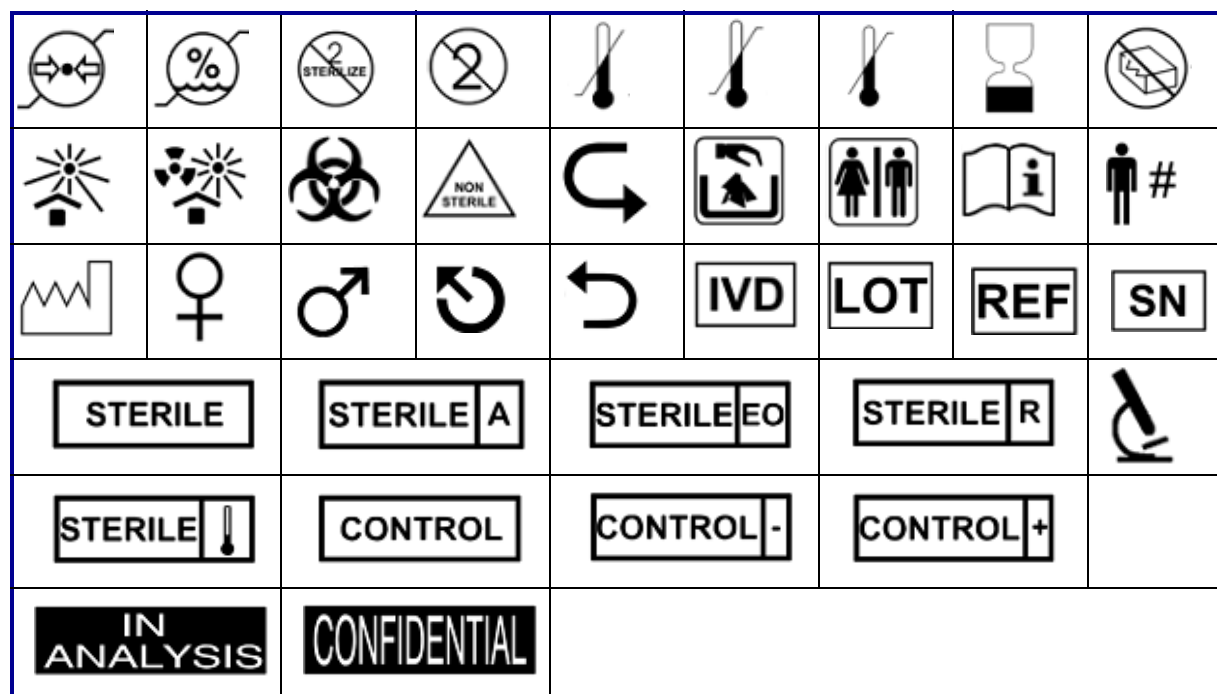 %
2
STERILIZE
2
NON
STERILE
i
#
IVD
LOT
REF
SN
STERILE
STERILE A
STERILE EO
STERILE R
STERILE
CONTROL
CONTROL -
CONTROL +
IN
ANALYSIS
CONFIDENTIAL